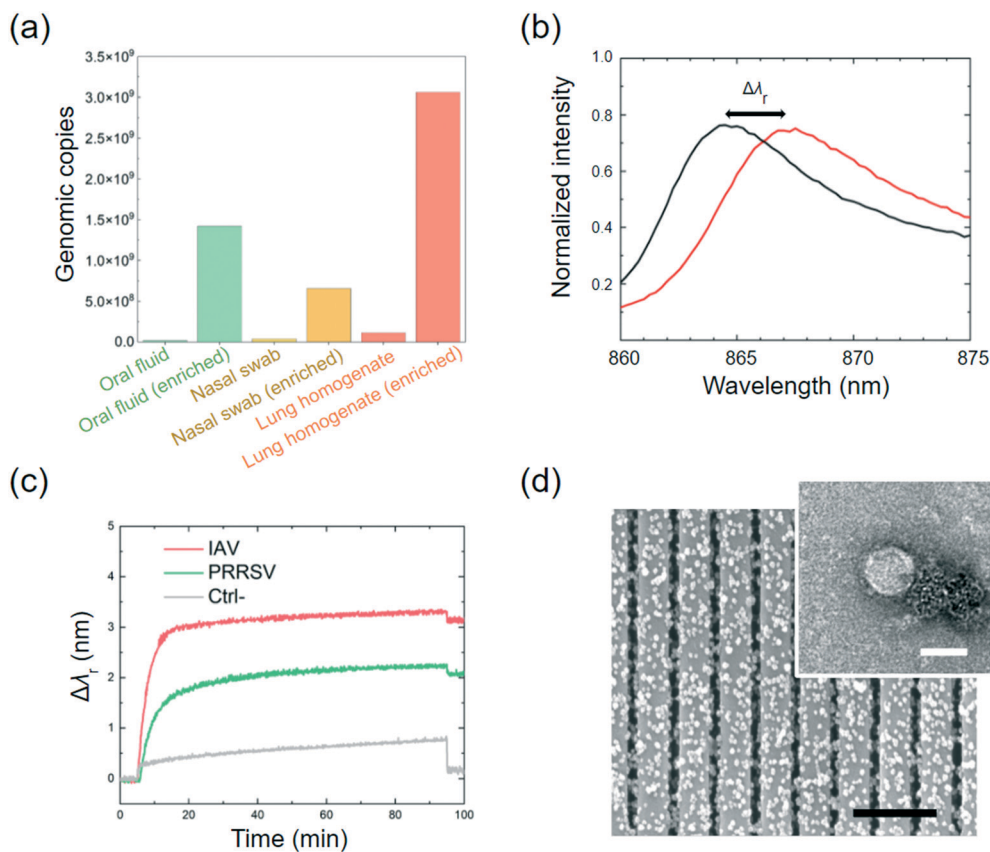 (a)
Genomic copies
3.5×10⁹
3.0×10⁹
2.5×10⁹
2.0×10⁹
1.5×10⁹
1.0×10⁹
5.0×10⁸
0.0
Oral fluid
Oral fluid (enriched)
Nasal swab
Nasal swab (enriched)
Lung homogenate
Lung homogenate (enriched)
(b)
Normalized intensity
1.0
0.8
0.6
0.4
0.2
Δλr
860
865
870
875
Wavelength (nm)
(c)
Δλr (nm)
5
4
3
2
1
0
IAV
PRRSV
Ctrl-
0
20
40
60
80
100
Time (min)
(d)